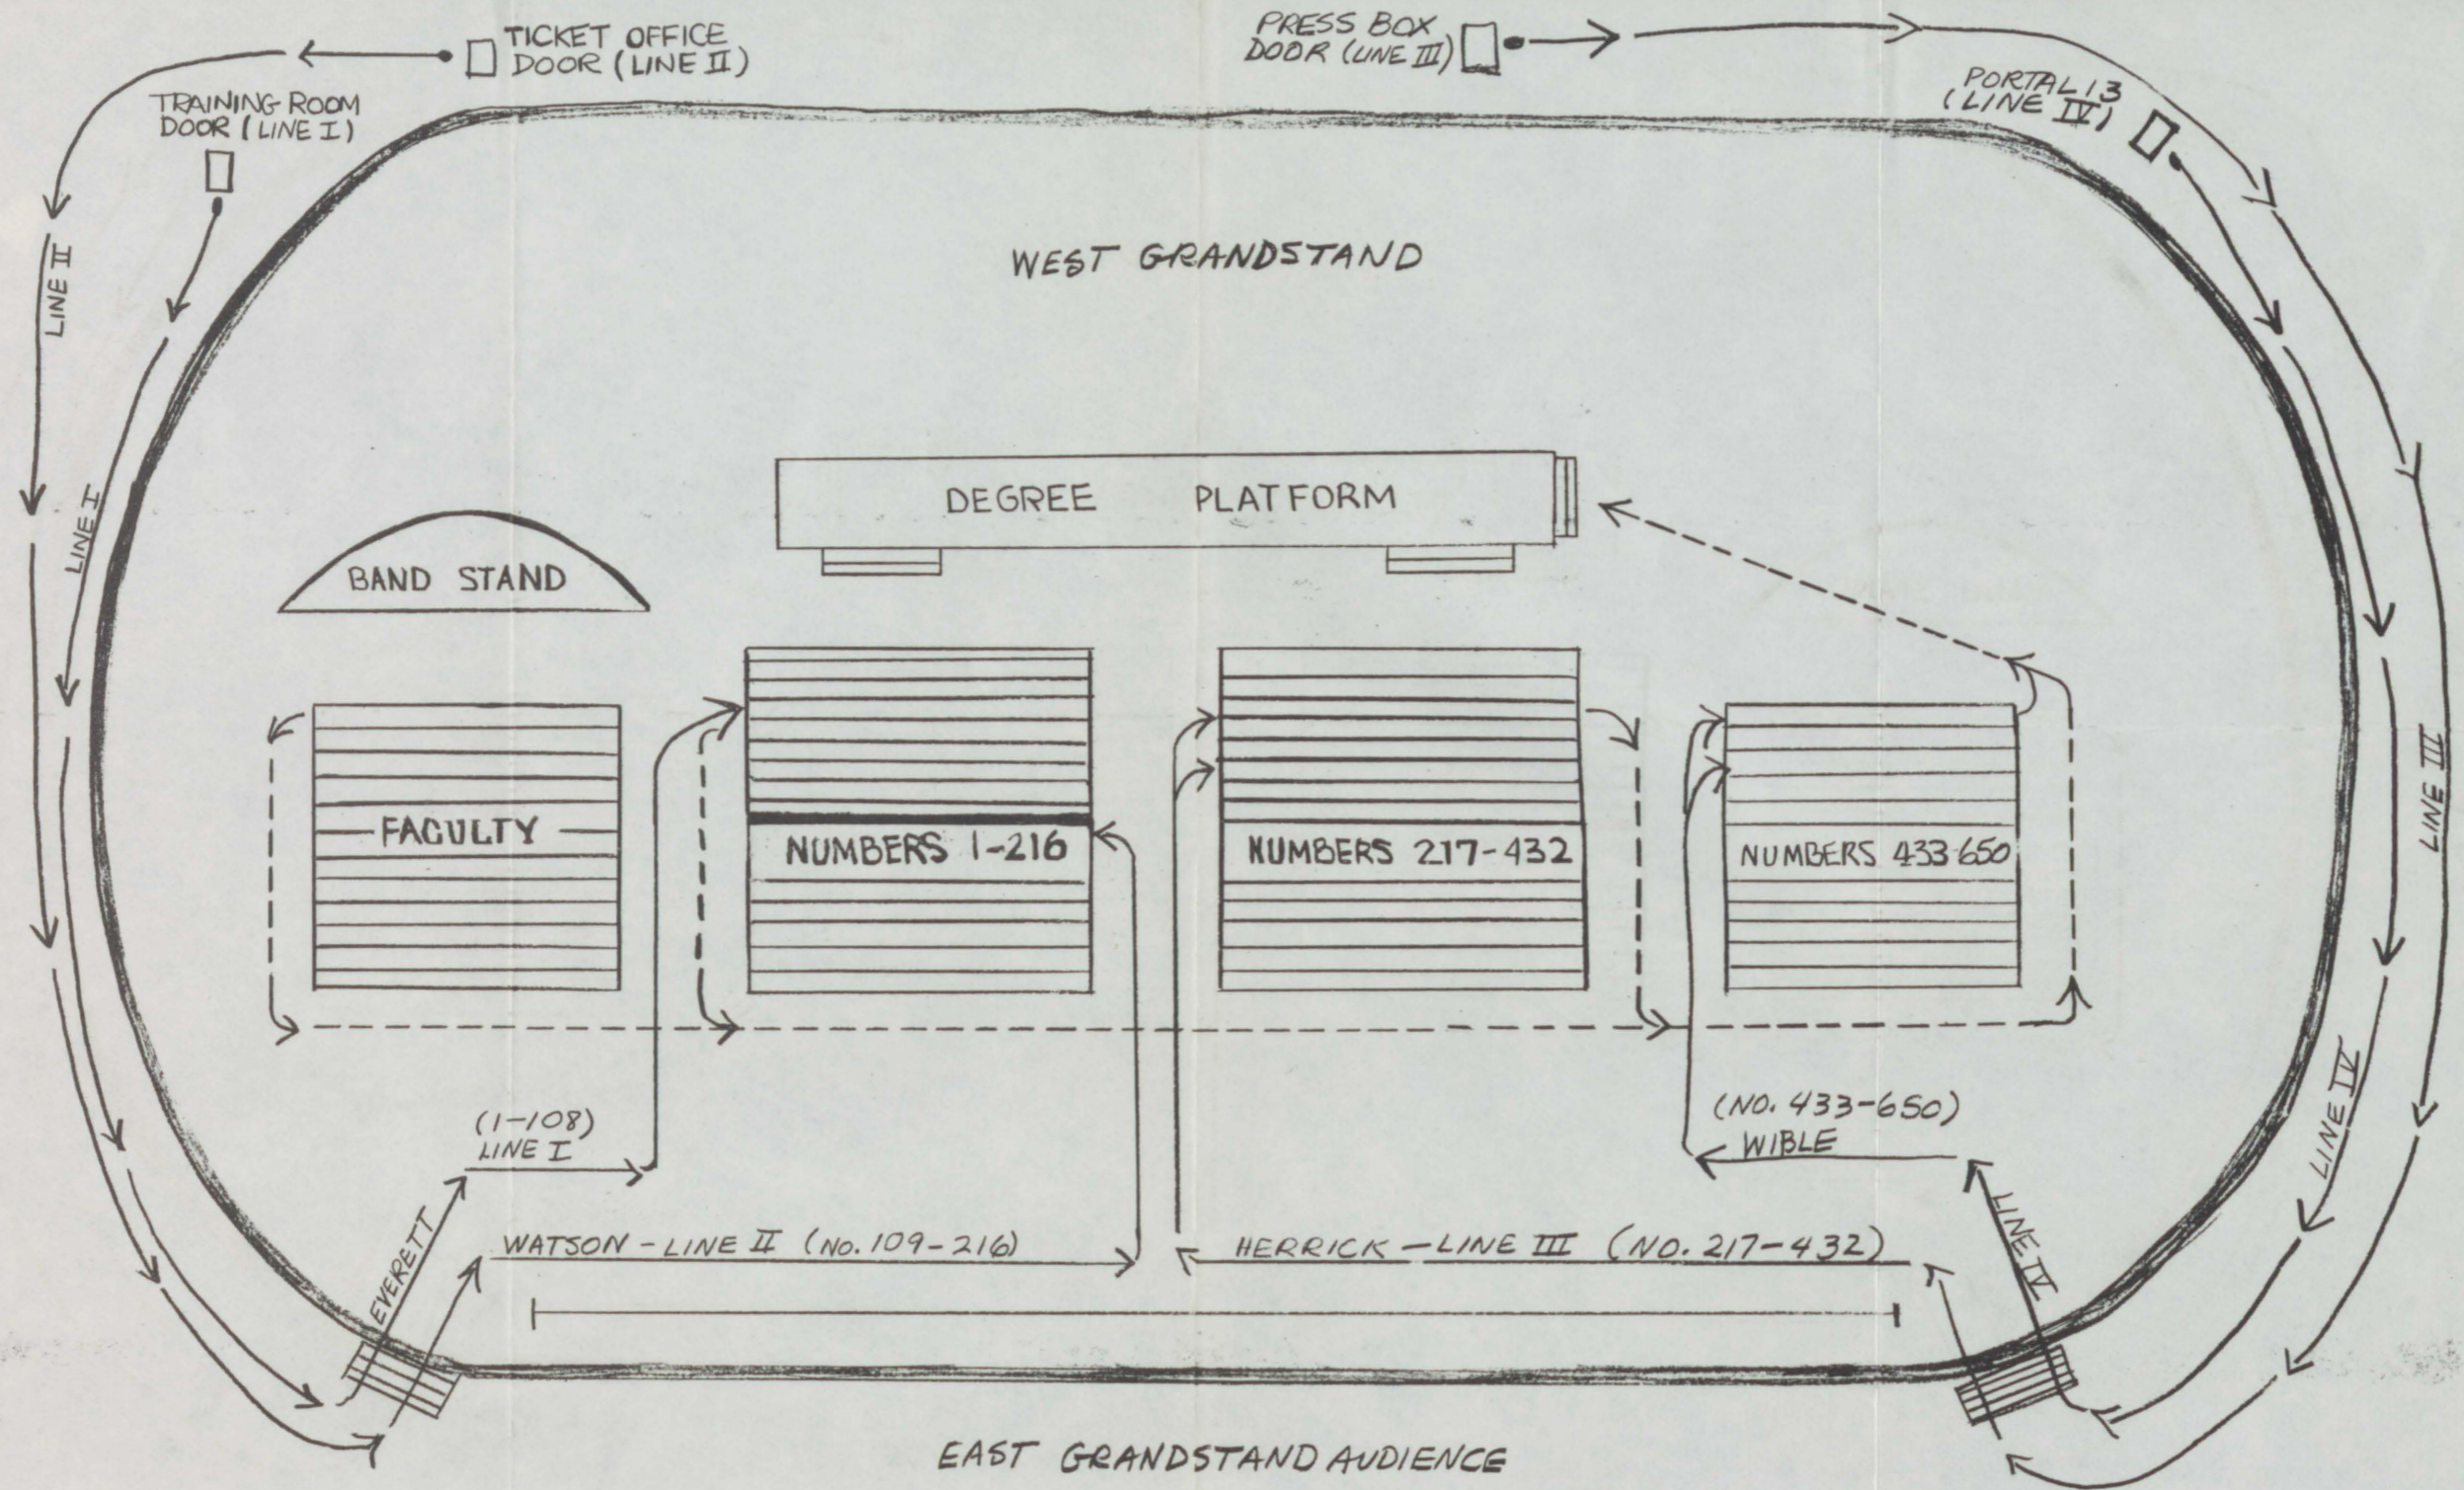 TICKET OFFICE
DOOR (LINE II)
PRESS BOX
DOOR (LINE III)
PORTAL 13
(LINE IV)
TRAINING ROOM
DOOR (LINE I)
WEST GRANDSTAND
LINE II
LINE I
DEGREE PLATFORM
BAND STAND
FACULTY
NUMBERS 1-216
NUMBERS 217-432
NUMBERS 433-650
LINE III
LINE IV
(1-108)
LINE I
(NO. 433-650)
WIBLE
EVERETT
WATSON - LINE II (No. 109-216)
HERRICK - LINE III (NO. 217-432)
LINE IV
EAST GRANDSTAND AUDIENCE